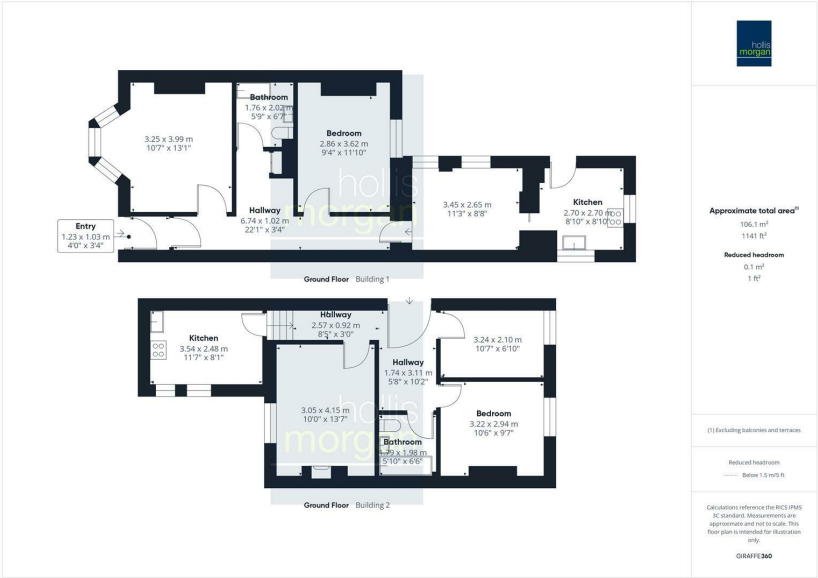 hollis
morgan
Bathroom
1.76 x 2.02 m
5'9" x 6'7"
3.25 x 3.99 m
10'7" x 13'1"
Bedroom
2.86 x 3.62 m
9'4" x 11'10"
hollis
morgan
Entry
1.23 x 1.03 m
4'0" x 3'4"
Hallway
6.74 x 1.02 m
22'1" x 3'4"
3.45 x 2.65 m
11'3" x 8'8"
Kitchen
2.70 x 2.70 m
8'10" x 8'10"
Ground Floor Building 1
Hallway
2.57 x 0.92 m
8'5" x 3'0"
Kitchen
3.54 x 2.48 m
11'7" x 8'1"
Hallway
1.74 x 3.11 m
5'8" x 10'2"
3.24 x 2.10 m
10'7" x 6'10"
3.05 x 4.15 m
10'0" x 13'7"
hollis
morgan
Bedroom
3.22 x 2.94 m
10'6" x 9'7"
Bathroom
1.79 x 1.98 m
5'10" x 6'6"
Ground Floor Building 2
Approximate total area(1)
106.1 m²
1141 ft²
Reduced headroom
0.1 m²
1 ft²
(1) Excluding balconies and terraces
Reduced headroom
Below 1.5 m/5 ft
Calculations reference the RICS IPMS
3C standard. Measurements are
approximate and not to scale. This
floor plan is intended for illustration
only.
GIRAFFE360